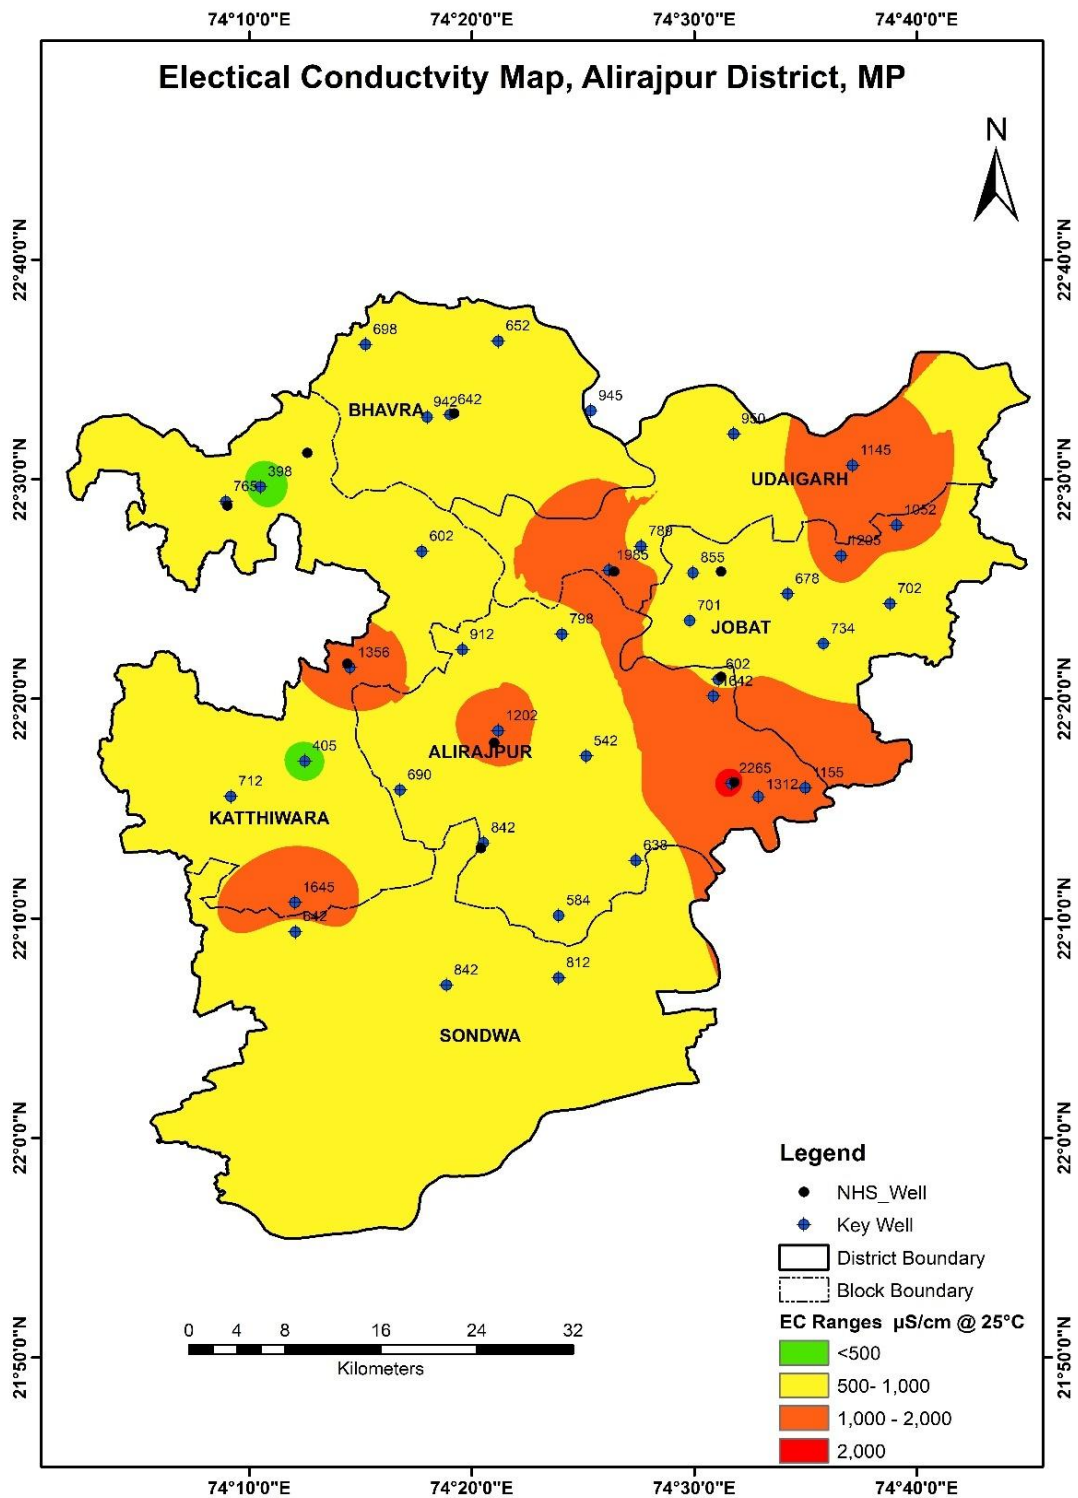 74°10'0"E 74°20'0"E 74°30'0"E 74°40'0"E
Electical Conductvity Map, Alirajpur District, MP
N
22°40'0"N 22°40'0"N
698 652
BHAVRA 942 642 945
950
1145
398 UDAIGARH
22°30'0"N 765 22°30'0"N
1052
602 789 1205
1985 855
678 702
701
798 JOBAT 734
912
1356
602
22°20'0"N 1642 22°20'0"N
1202
405 ALIRAJPUR 542
690 2265 1155
712 1312
KATTHIWARA
842 638
1645
22°10'0"N 642 584 22°10'0"N
842 812
SONDWA
22°0'0"N 22°0'0"N
Legend
NHS_Well
Key Well
District Boundary
Block Boundary
EC Ranges µS/cm @ 25°C
<500
500- 1,000
1,000 - 2,000
2,000
0 4 8 16 24 32
Kilometers
21°50'0"N 21°50'0"N
74°10'0"E 74°20'0"E 74°30'0"E 74°40'0"E